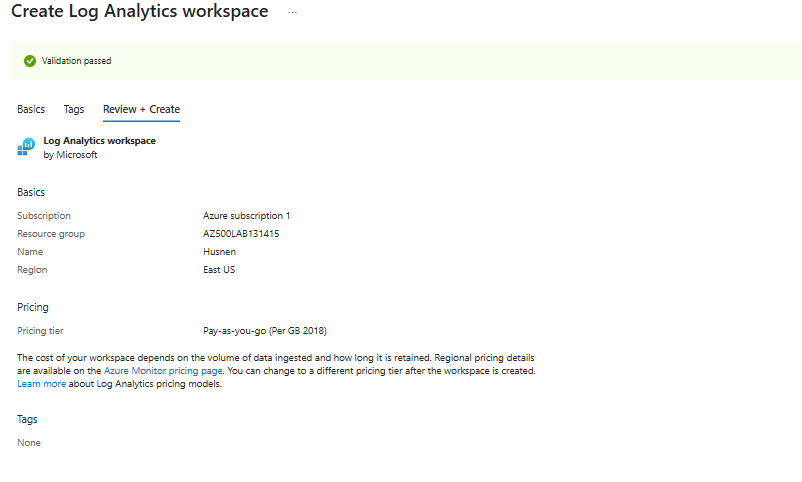 Create Log Analytics workspace ...
Validation passed
Basics Tags Review + Create
Log Analytics workspace
by Microsoft
Basics
Subscription Azure subscription 1
Resource group AZ500LAB131415
Name Husnen
Region East US
Pricing
Pricing tier Pay-as-you-go (Per GB 2018)
The cost of your workspace depends on the volume of data ingested and how long it is retained. Regional pricing details
are available on the Azure Monitor pricing page. You can change to a different pricing tier after the workspace is created.
Learn more about Log Analytics pricing models.
Tags
None